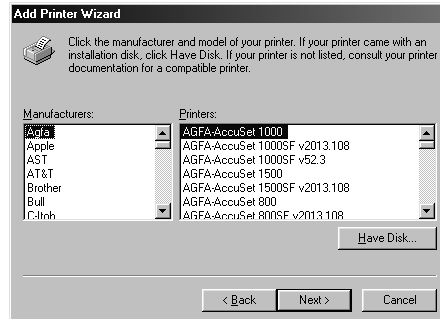 Add Printer Wizard
Click the manufacturer and model of your printer. If your printer came with an
installation disk, click Have Disk. If your printer is not listed, consult your printer
documentation for a compatible printer.
Manufacturers:
Agfa
Apple
AST
AT&T
Brother
Bull
C-Itoh
Printers:
AGFA-AccuSet 1000
AGFA-AccuSet 1000SF v2013.108
AGFA-AccuSet 1000SF v52.3
AGFA-AccuSet 1500
AGFA-AccuSet 1500SF v2013.108
AGFA-AccuSet 800
AGFA-AccuSet 800SF v2013.108
Have Disk...
< Back
Next >
Cancel